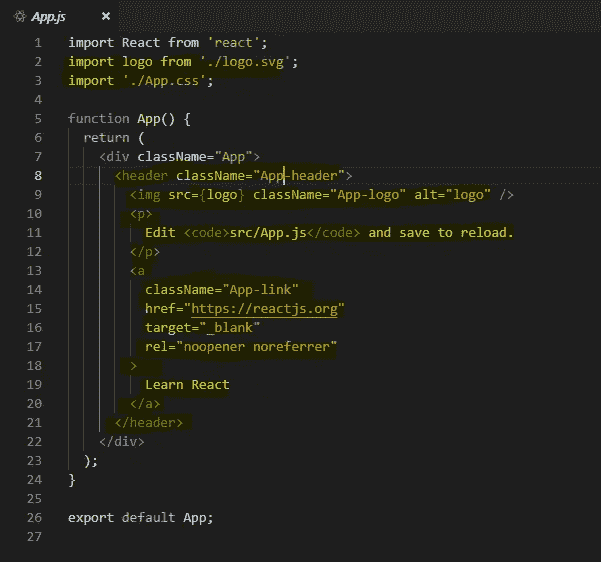 App.js ×
1 import React from 'react';
2 import logo from './logo.svg';
3 import './App.css';
4
5 function App() {
6   return (
7     <div className="App">
8       <header className="App-header">
9         <img src={logo} className="App-logo" alt="logo" />
10         <p>
11           Edit <code>src/App.js</code> and save to reload.
12         </p>
13         <a
14           className="App-link"
15           href="https://reactjs.org"
16           target="_blank"
17           rel="noopener noreferrer"
18         >
19           Learn React
20         </a>
21       </header>
22     </div>
23   );
24 }
25
26 export default App;
27